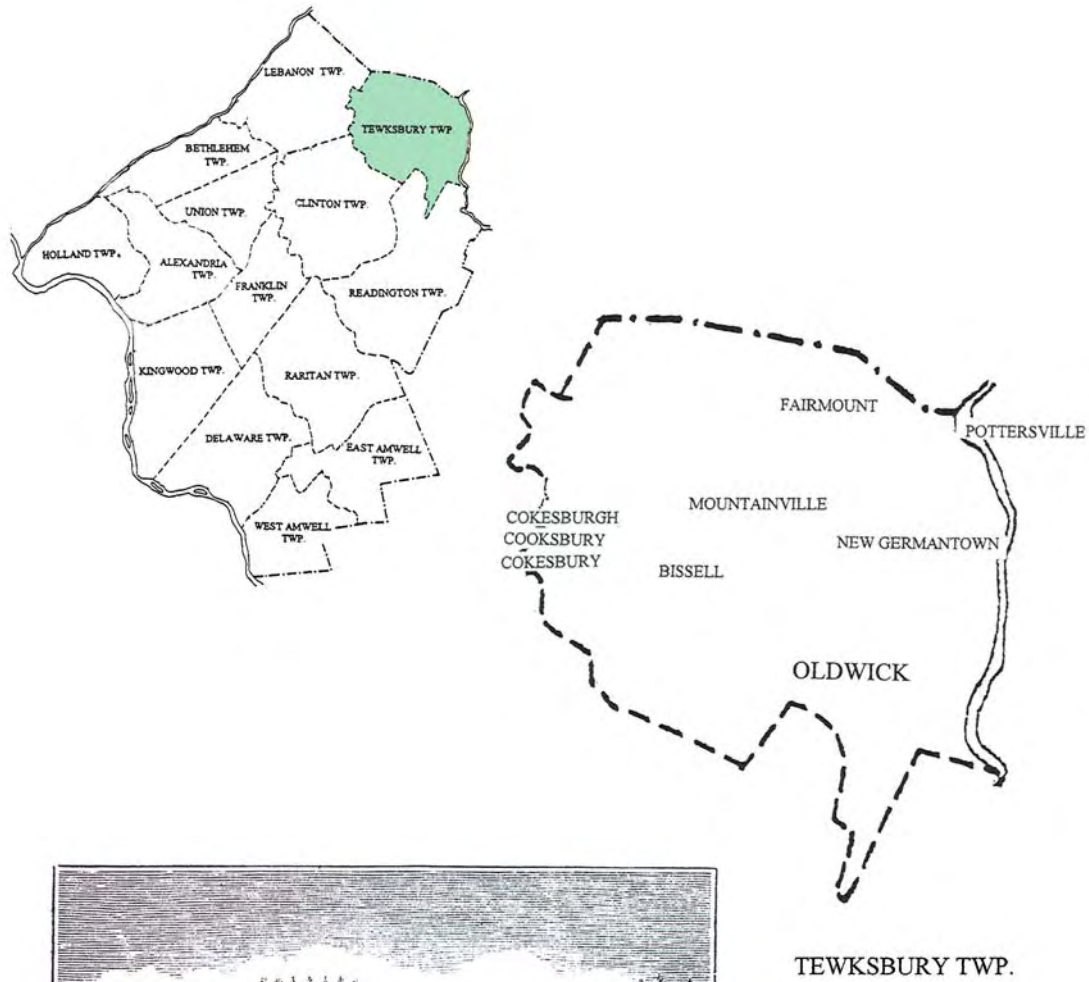 LEBANON TWP.
TEWKSBURY TWP
BETHLEHEM
TWP.
UNION TWP.
CLINTON TWP.
HOLLAND TWP.
ALEXANDRIA
TWP.
FRANKLIN
TWP.
READINGTON TWP.
KINGWOOD TWP.
RARITAN TWP.
DELAWARE TWP.
EAST AMWELL
TWP.
WEST AMWELL
TWP.
FAIRMOUNT
POTTERSVILLE
MOUNTAINVILLE
COKESBURGH
COOKSBURY
COKESBURY
NEW GERMANTOWN
BISSELL
OLDWICK
TEWKSBURY TWP.